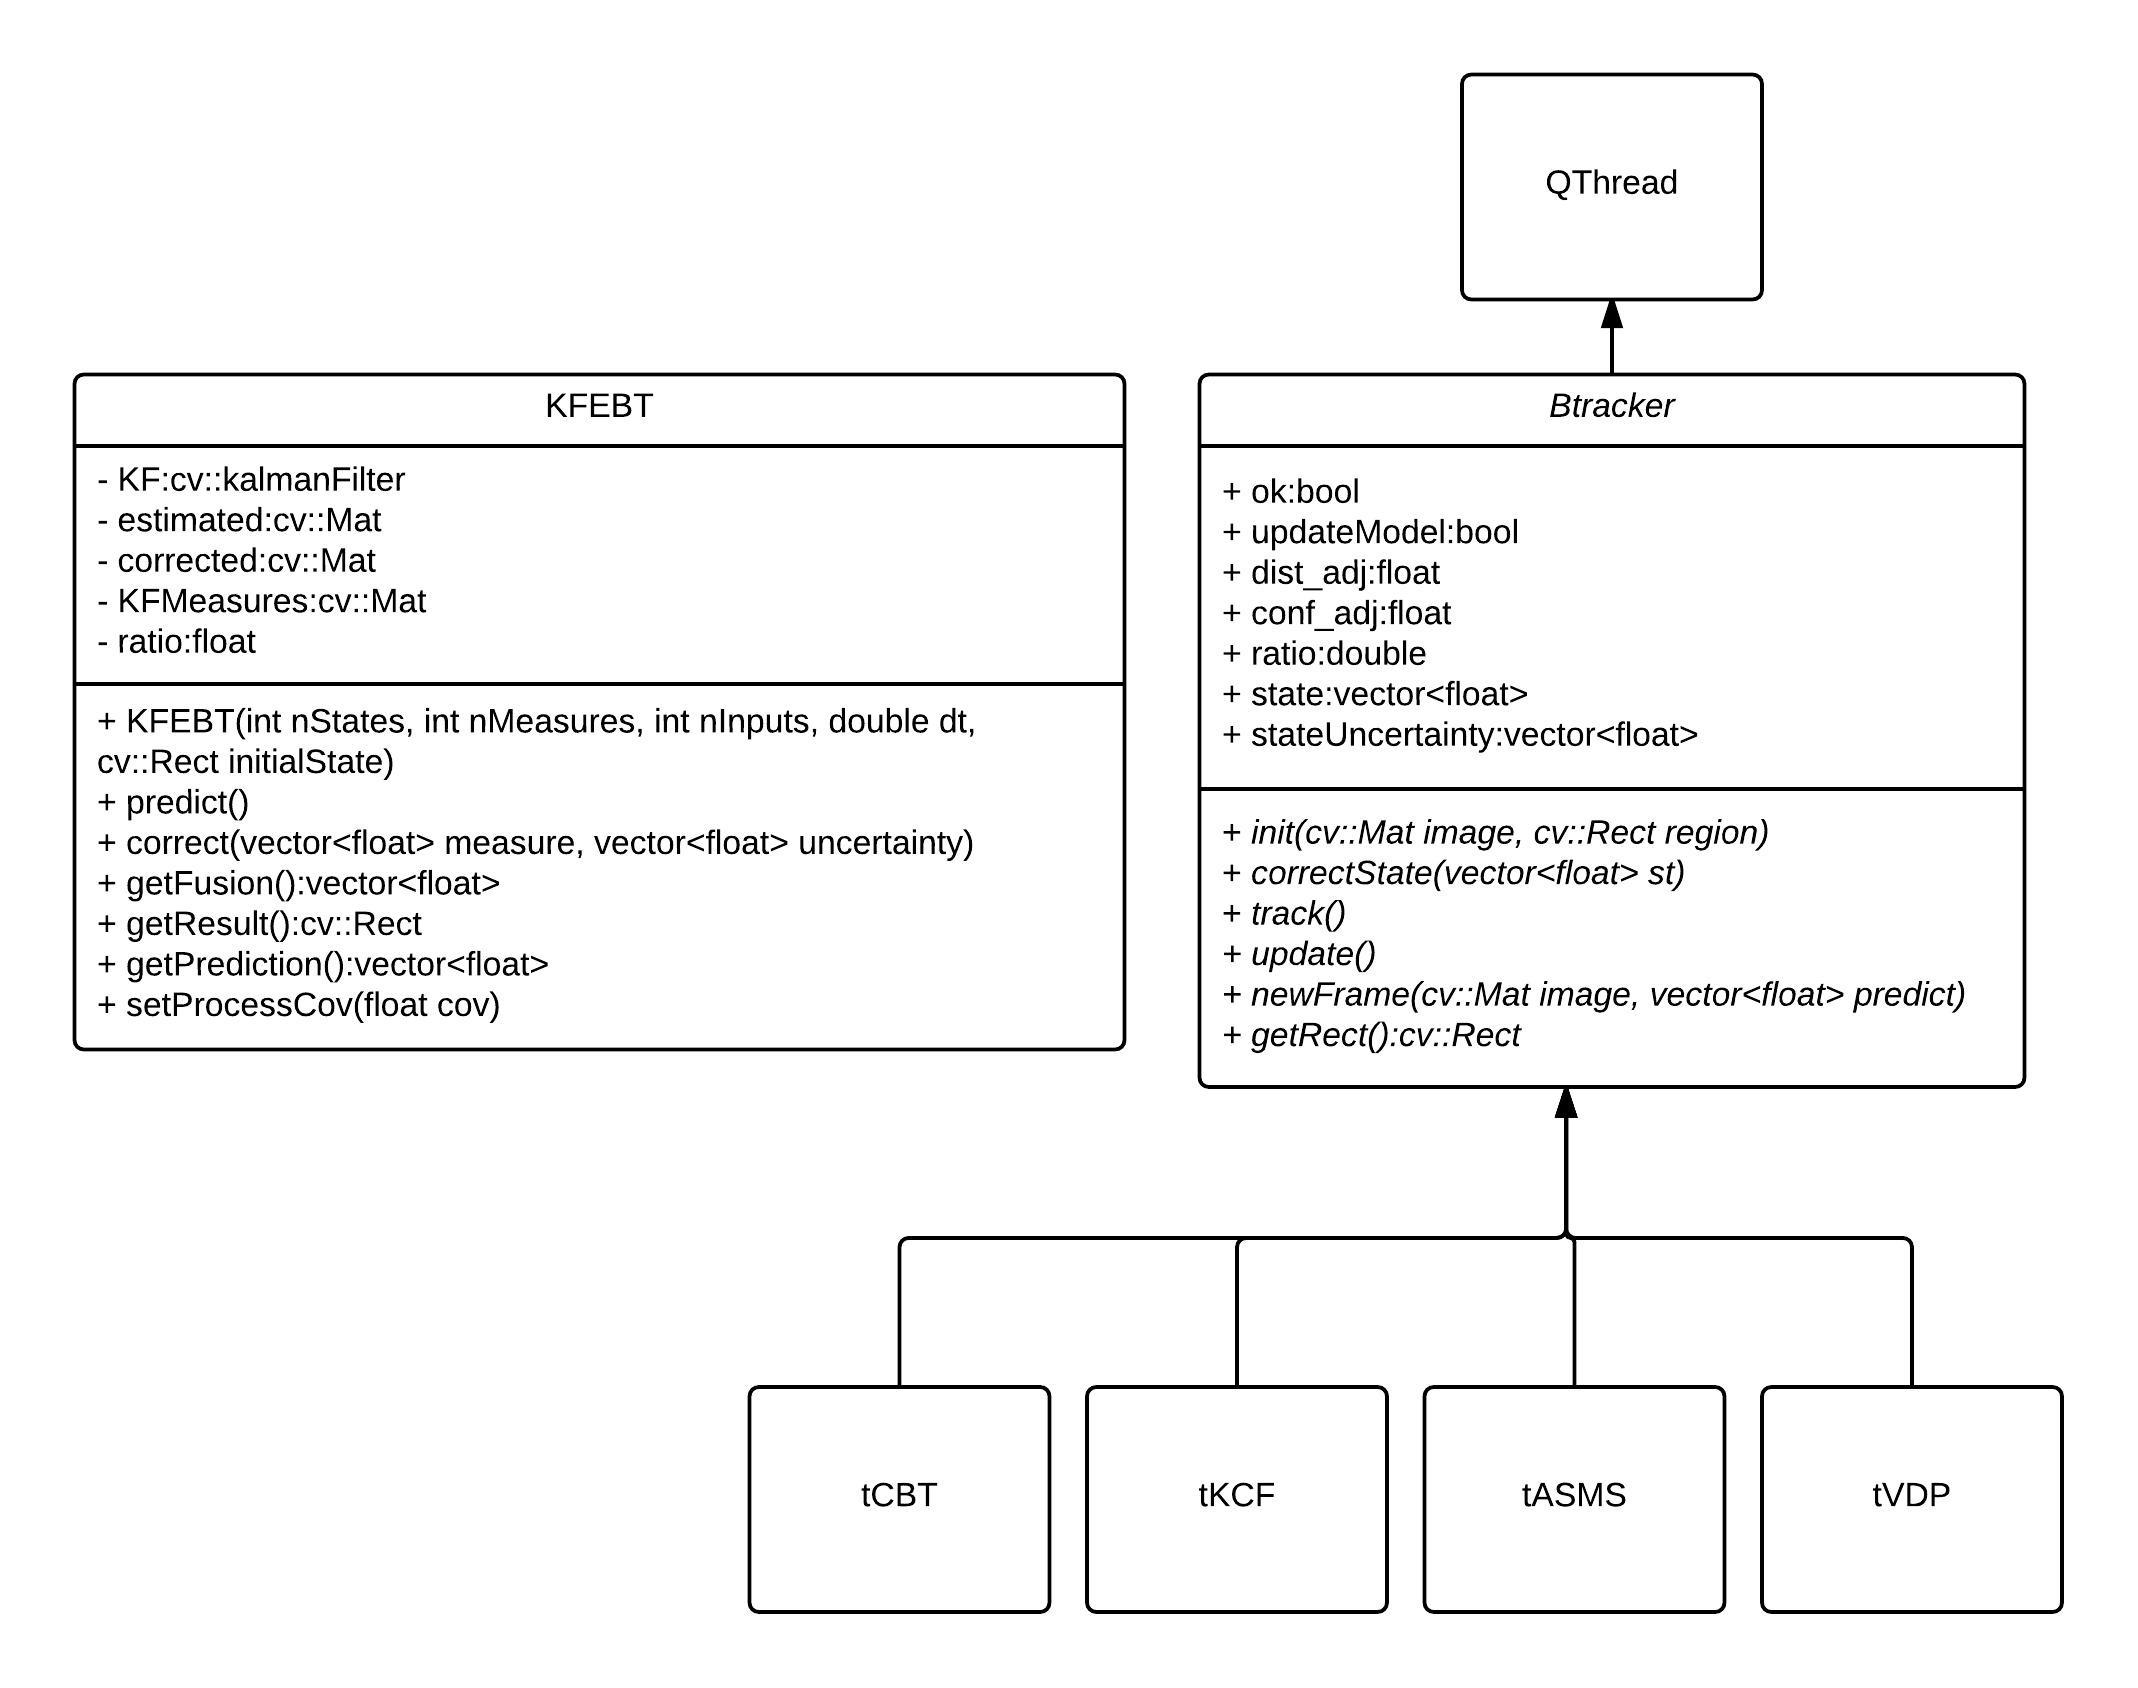 QThread
KFEBT
- KF:cv::kalmanFilter
- estimated:cv::Mat
- corrected:cv::Mat
- KFMeasures:cv::Mat
- ratio:float
+ KFEBT(int nStates, int nMeasures, int nInputs, double dt,
cv::Rect initialState)
+ predict()
+ correct(vector<float> measure, vector<float> uncertainty)
+ getFusion():vector<float>
+ getResult():cv::Rect
+ getPrediction():vector<float>
+ setProcessCov(float cov)
Btracker
+ ok:bool
+ updateModel:bool
+ dist_adj:float
+ conf_adj:float
+ ratio:double
+ state:vector<float>
+ stateUncertainty:vector<float>
+ init(cv::Mat image, cv::Rect region)
+ correctState(vector<float> st)
+ track()
+ update()
+ newFrame(cv::Mat image, vector<float> predict)
+ getRect():cv::Rect
tCBT
tKCF
tASMS
tVDP